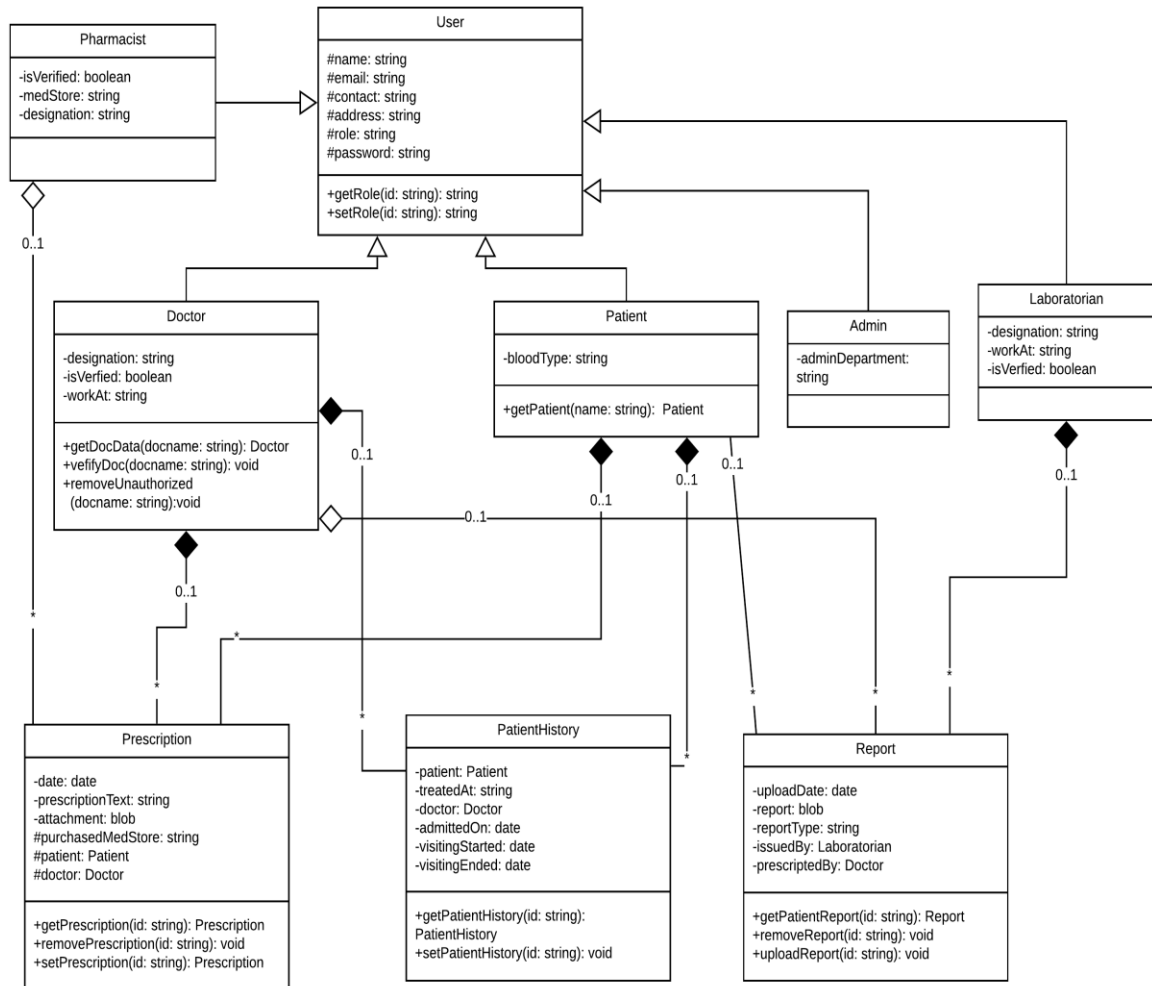 Pharmacist
-isVerified: boolean
-medStore: string
-designation: string
User
#name: string
#email: string
#contact: string
#address: string
#role: string
#password: string
+getRole(id: string): string
+setRole(id: string): string
0..1
Doctor
-designation: string
-isVerfied: boolean
-workAt: string
+getDocData(docname: string): Doctor
+vefifyDoc(docname: string): void
+removeUnauthorized
(docname: string):void
Patient
-bloodType: string
+getPatient(name: string): Patient
Admin
-adminDepartment:
string
Laboratorian
-designation: string
-workAt: string
-isVerfied: boolean
0..1
0..1
0..1
0..1
0..1
0..1
0..1
*
*
*
*
*
*
*
*
Prescription
-date: date
-prescriptionText: string
-attachment: blob
#purchasedMedStore: string
#patient: Patient
#doctor: Doctor
+getPrescription(id: string): Prescription
+removePrescription(id: string): void
+setPrescription(id: string): Prescription
PatientHistory
-patient: Patient
-treatedAt: string
-doctor: Doctor
-admittedOn: date
-visitingStarted: date
-visitingEnded: date
+getPatientHistory(id: string):
PatientHistory
+setPatientHistory(id: string): void
Report
-uploadDate: date
-report: blob
-reportType: string
-issuedBy: Laboratorian
-prescriptedBy: Doctor
+getPatientReport(id: string): Report
+removeReport(id: string): void
+uploadReport(id: string): void